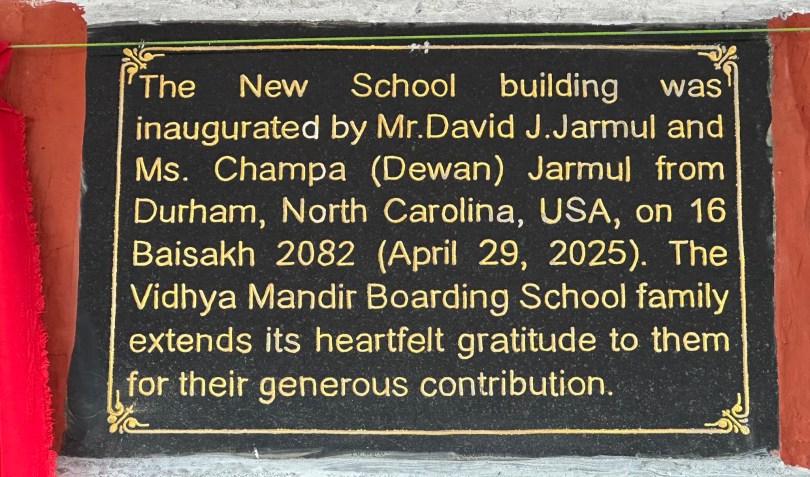 The New School building was
inaugurated by Mr.David J.Jarmul and
Ms. Champa (Dewan) Jarmul from
Durham, North Carolina, USA, on 16
Baisakh 2082 (April 29, 2025). The
Vidhya Mandir Boarding School family
extends its heartfelt gratitude to them
for their generous contribution.